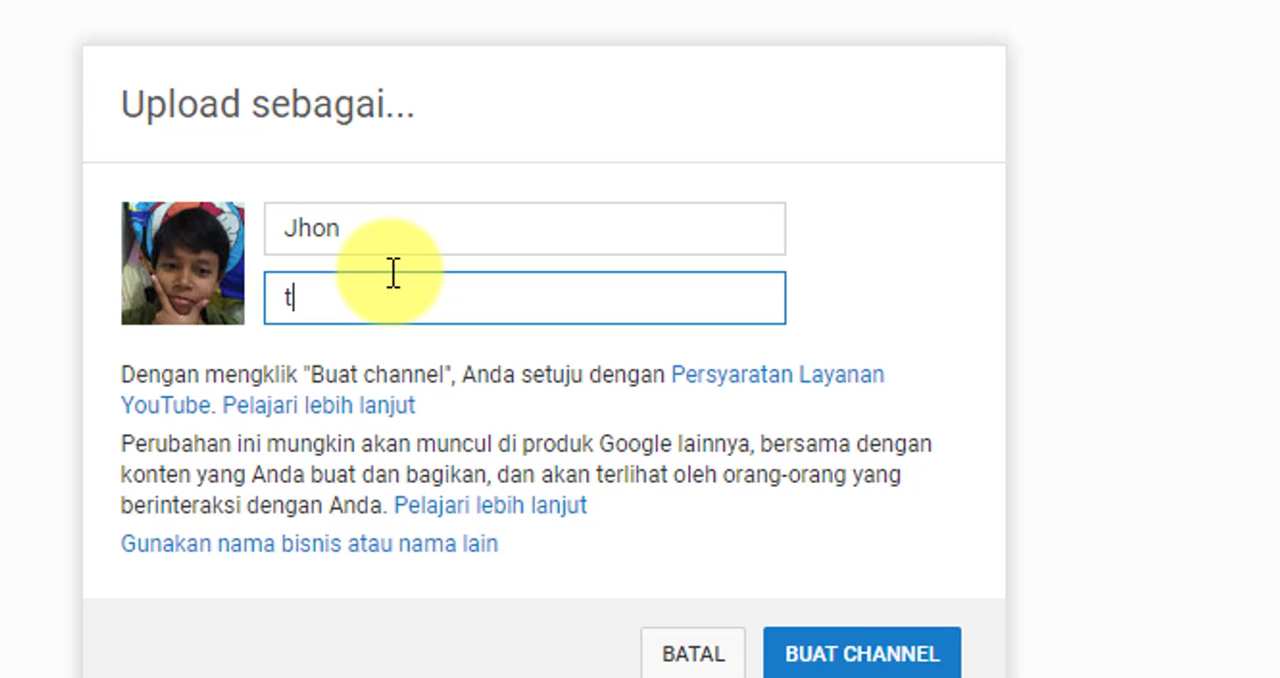 Upload sebagai...
Jhon
t
Dengan mengklik "Buat channel", Anda setuju dengan Persyaratan Layanan
YouTube. Pelajari lebih lanjut
Perubahan ini mungkin akan muncul di produk Google lainnya, bersama dengan
konten yang Anda buat dan bagikan, dan akan terlihat oleh orang-orang yang
berinteraksi dengan Anda. Pelajari lebih lanjut
Gunakan nama bisnis atau nama lain
BATAL BUAT CHANNEL